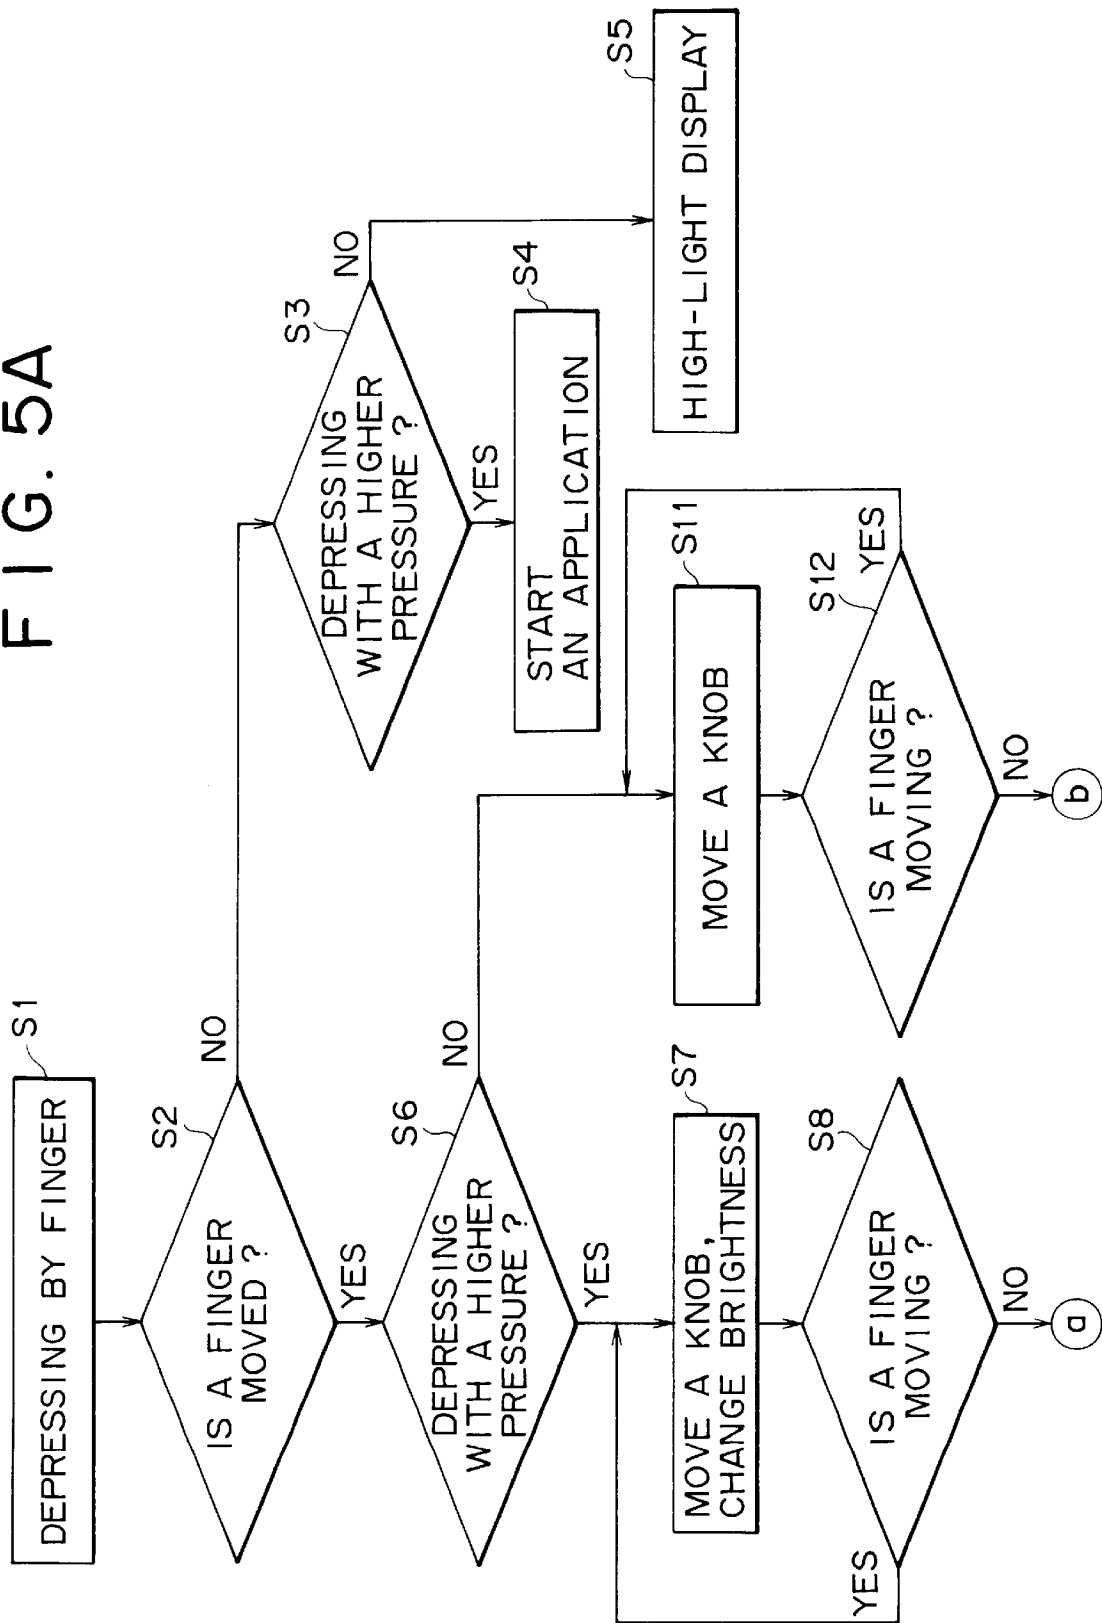 FIG. 5A
DEPRESSING BY FINGER
S1
IS A FINGER
MOVED ?
S2
NO
YES
DEPRESSING
WITH A HIGHER
PRESSURE ?
S3
NO
YES
START
AN APPLICATION
S4
HIGH-LIGHT DISPLAY
S5
DEPRESSING
WITH A HIGHER
PRESSURE ?
S6
NO
YES
MOVE A KNOB,
CHANGE BRIGHTNESS
S7
IS A FINGER
MOVING ?
S8
YES
NO
a
MOVE A KNOB
S11
IS A FINGER
MOVING ?
S12
YES
NO
b